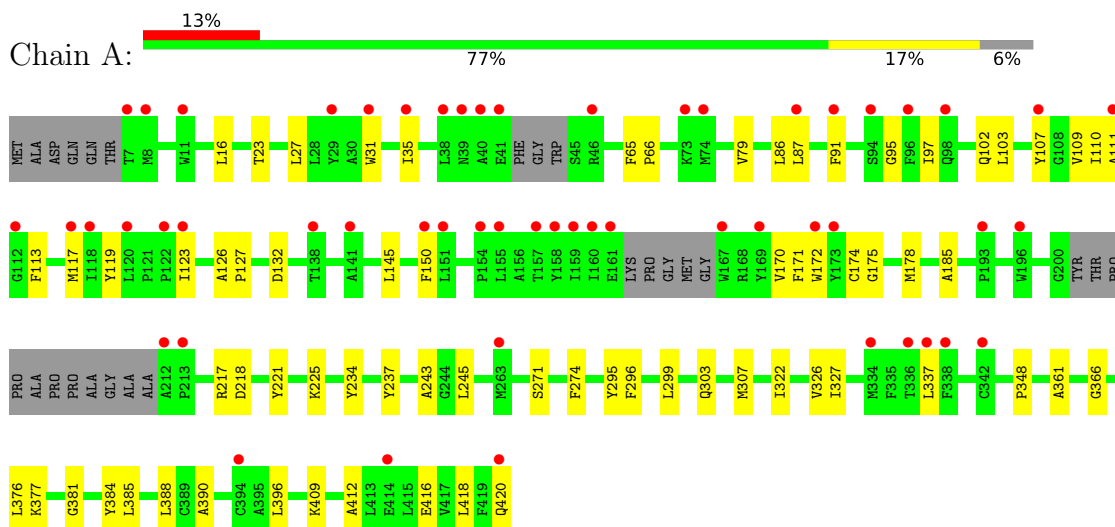 13%
Chain A:
77% 17% 6%
MET ALA ASP GLN GLN THR T7 M8 W11 L16 T23 L27 L28 Y29 A30 W31 I35 L38 N39 A40 E41 PHE GLY TRP S45 R46 F65 P66 K73 M74 V79 L86 L87 F91 S94 G95 F96 I97 Q98 Q102 L103 Y107 G108 V109 I110 A111
G112 F113 M117 I118 Y119 L120 P121 P122 I123 A126 P127 D132 T138 A141 L145 F150 L151 P154 L155 A156 T157 Y158 I159 I160 E161 LYS PRO GLY MET GLY W167 R168 Y169 V170 F171 W172 Y173 C174 G175 M178 A185 P193 W196 G200 TYR THR PRO
PRO ALA PRO PRO ALA GLY ALA ALA A212 P213 R217 D218 Y221 K225 Y234 Y237 A243 G244 L245 M263 S271 F274 Y295 F296 L299 Q303 M307 I322 V326 I327 M334 F335 T336 L337 F338 C342 P348 A361 G366
L376 K377 G381 Y384 L385 L388 C389 A390 C394 A395 L396 K409 A412 L413 E414 L415 E416 V417 L418 F419 Q420